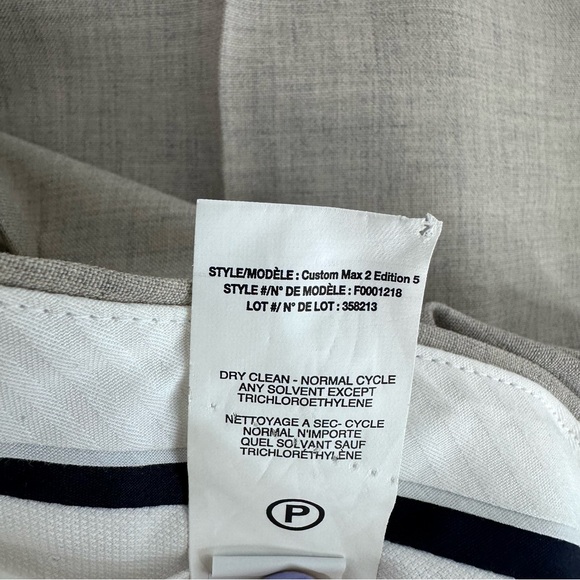 STYLE/MODÈLE : Custom Max 2 Edition 5
STYLE #/N° DE MODÈLE : F0001218
LOT #/ N° DE LOT : 358213
DRY CLEAN - NORMAL CYCLE
ANY SOLVENT EXCEPT
TRICHLOROETHYLENE
NETTOYAGE A SEC- CYCLE
NORMAL N'IMPORTE
QUEL SOLVANT SAUF
TRICHLORÉTHYLÈNE
P